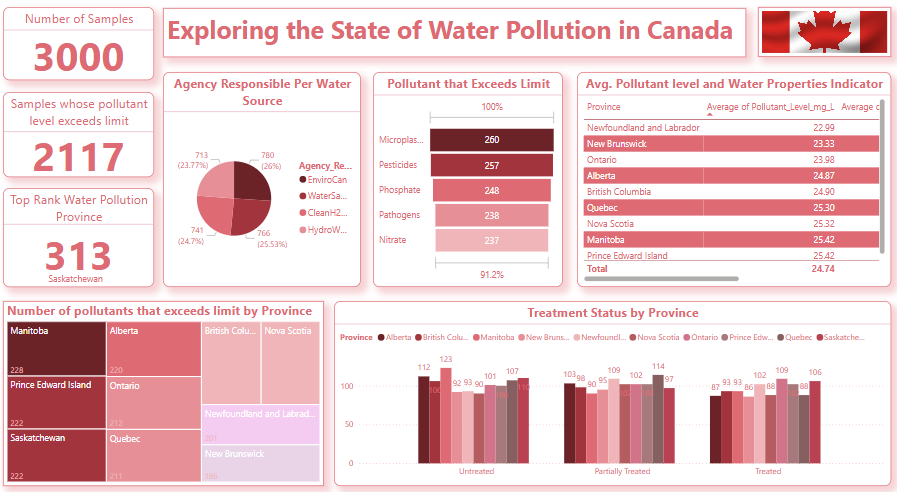 Number of Samples
3000
Samples whose pollutant
level exceeds limit
2117
Top Rank Water Pollution
Province
313
Saskatchewan
Exploring the State of Water Pollution in Canada
Agency Responsible Per Water
Source
713
(23.77%)
780
(26%)
741
(24.7%)
766
(25.53%)
Agency_Re...
EnviroCan
WaterSa...
CleanH2...
HydroW...
Pollutant that Exceeds Limit
100%
Microplas... 260
Pesticides 257
Phosphate 248
Pathogens 238
Nitrate 237
91.2%
Avg. Pollutant level and Water Properties Indicator
Province Average of Pollutant_Level_mg_L Average c
Newfoundland and Labrador 22.99
New Brunswick 23.33
Ontario 23.98
Alberta 24.87
British Columbia 24.90
Quebec 25.30
Nova Scotia 25.32
Manitoba 25.42
Prince Edward Island 25.42
Total 24.74
Number of pollutants that exceeds limit by Province
Manitoba
228
Prince Edward Island
222
Saskatchewan
222
Alberta
220
Ontario
212
Quebec
211
British Colu...
Nova Scotia
Newfoundland and Labrad...
201
New Brunswick
186
Treatment Status by Province
Province Alberta British Colu... Manitoba New Bruns... Newfoundl... Nova Scotia Ontario Prince Edw... Quebec Saskatche...
100
50
0
112 106 123 92 93 90 101 107 110
Untreated
103 98 90 95 109 102 102 114 97
Partially Treated
87 93 93 86 102 88 109 102 88 106
Treated